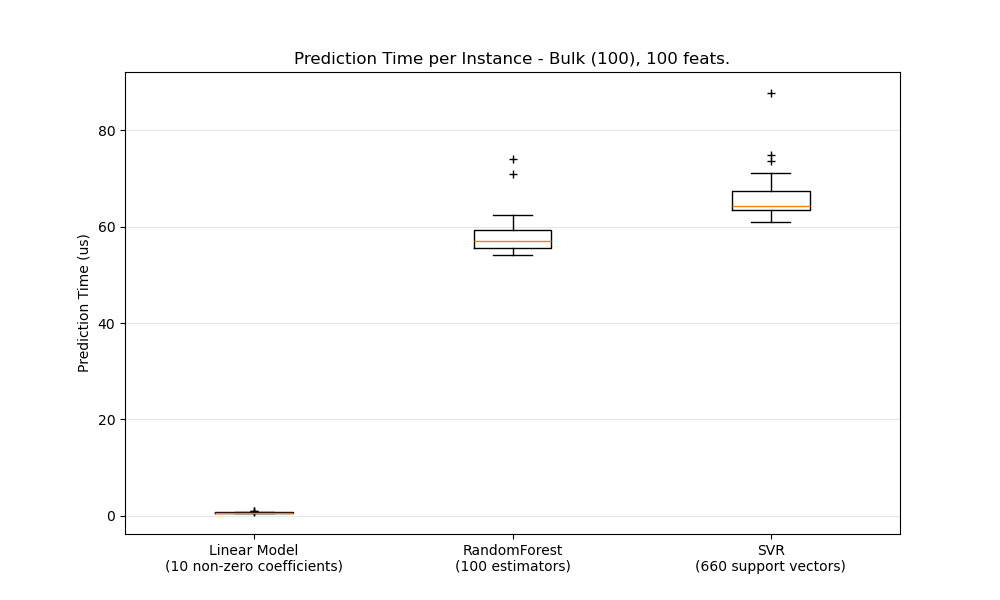 Prediction Time per Instance - Bulk (100), 100 feats.
Prediction Time (us)
80
60
40
20
0
Linear Model
(10 non-zero coefficients)
RandomForest
(100 estimators)
SVR
(660 support vectors)